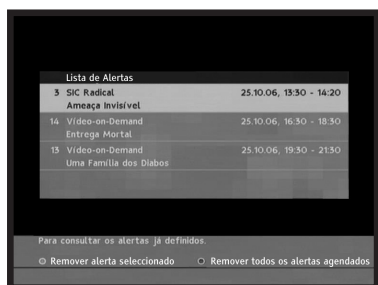 Lista de Alertas
3 SIC Radical 25.10.06, 13:30 - 14:20
Ameaça Invisível
14 Vídeo-on-Demand 25.10.06, 16:30 - 18:30
Entrega Mortal
13 Vídeo-on-Demand 25.10.06, 19:30 - 21:30
Uma Família dos Diabos
Para consultar os alertas já definidos.
Remover alerta seleccionado Remover todos os alertas agendados